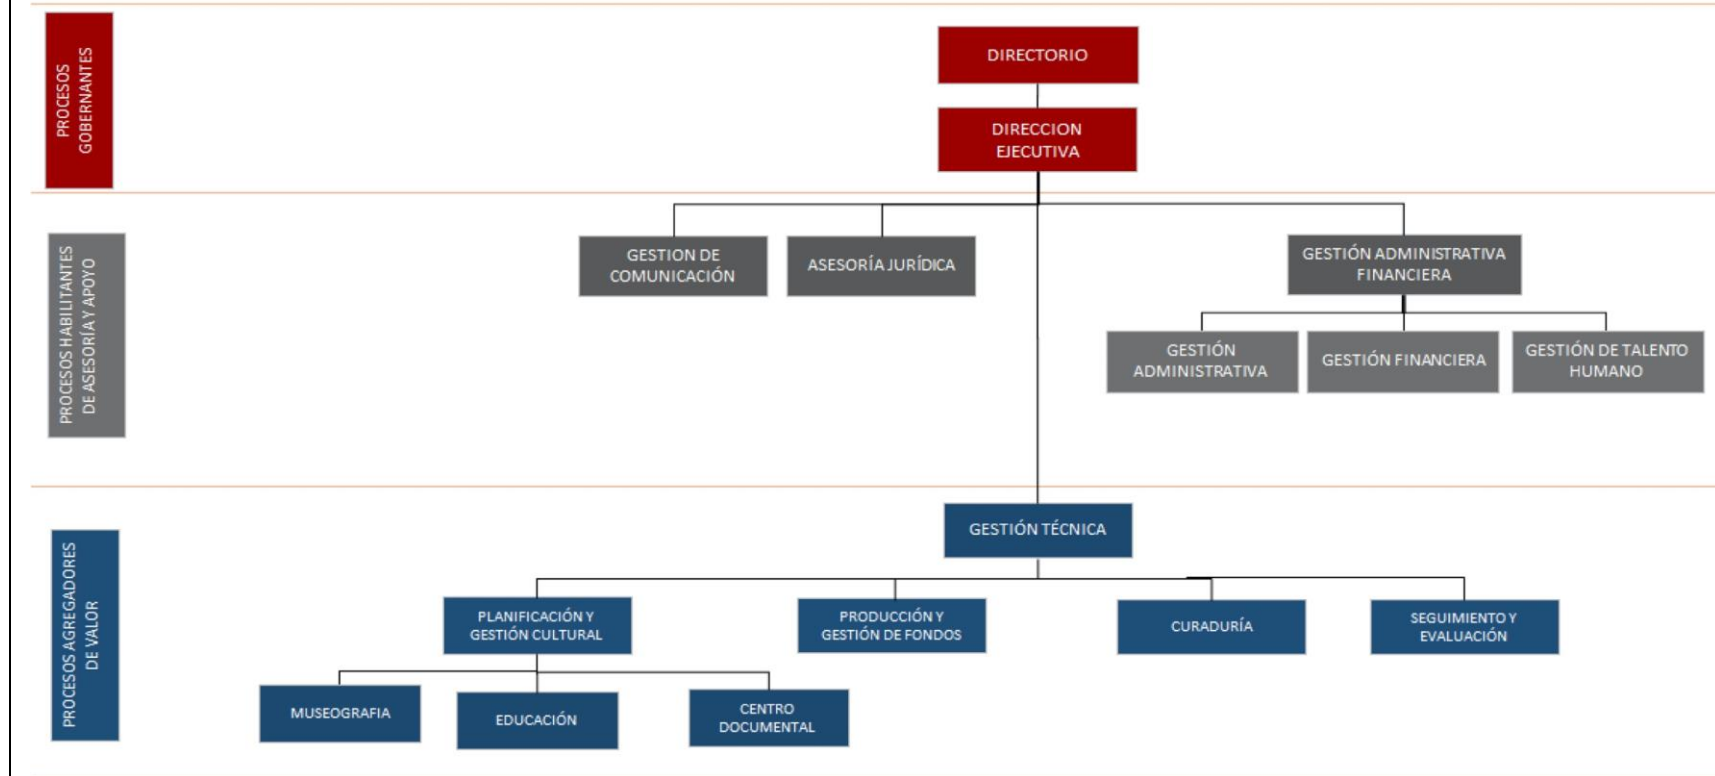 PROCESOS
GOBERNANTES
DIRECTORIO
DIRECCION
EJECUTIVA
PROCESOS HABILITANTES
DE ASESORÍA Y APOYO
GESTION DE
COMUNICACIÓN
ASESORÍA JURÍDICA
GESTIÓN ADMINISTRATIVA
FINANCIERA
GESTIÓN
ADMINISTRATIVA
GESTIÓN FINANCIERA
GESTIÓN DE TALENTO
HUMANO
PROCESOS AGREGADORES
DE VALOR
GESTIÓN TÉCNICA
PLANIFICACIÓN Y
GESTIÓN CULTURAL
PRODUCCIÓN Y
GESTIÓN DE FONDOS
CURADURÍA
SEGUIMIENTO Y
EVALUACIÓN
MUSEOGRAFIA
EDUCACIÓN
CENTRO
DOCUMENTAL